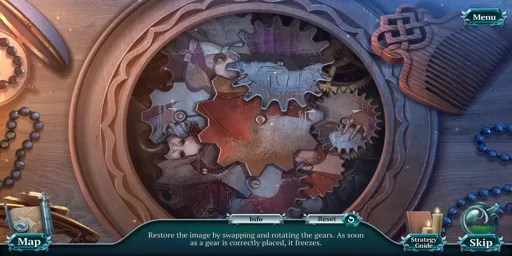 Menu
Info
Reset
Restore the image by swapping and rotating the gears. As soon
as a gear is correctly placed, it freezes.
Map
Strategy
Guide
Skip